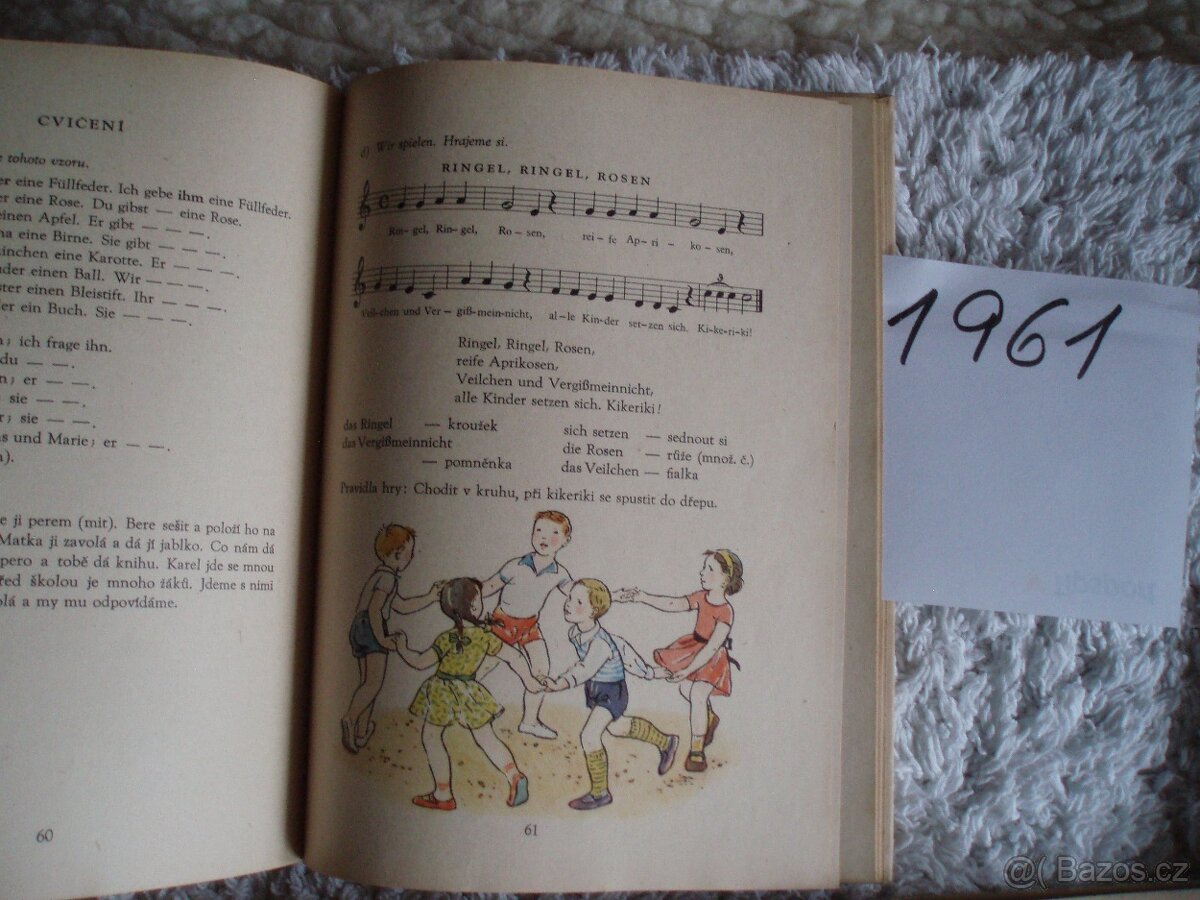 CVIČENÍ
tohoto vzoru.
er eine Füllfeder. Ich gebe ihm eine Füllfeder.
er eine Rose. Du gibst — eine Rose.
einen Apfel. Er gibt — — —.
na eine Birne. Sie gibt — — —.
ninchen eine Karotte. Er — — —.
uder einen Ball. Wir — — —.
ster einen Bleistift. Ihr — — —.
der ein Buch. Sie — — —.
n; ich frage ihn.
du — —.
n; er — —.
; sie — —.
r; sie — —.
as und Marie; er — —.
n).
e ji perem (mit). Bere sešit a položí ho na
Matka ji zavolá a dá jí jablko. Co nám dá
pero a tobě dá knihu. Karel jde se mnou
řed školou je mnoho žáků. Jdeme s nimi
olá a my mu odpovídáme.
60
d) Wir spielen. Hrajeme si.
RINGEL, RINGEL, ROSEN
Rin-gel, Rin-gel, Ro-sen, rei-fe Apri-ko-sen,
Veil-chen und Ver-giß-mein-nicht, al-le Kin-der set-zen sich. Ki-ke-ri-ki!
Ringel, Ringel, Rosen,
reife Aprikosen,
Veilchen und Vergißmeinnicht,
alle Kinder setzen sich. Kikeriki!
das Ringel — kroužek
das Vergißmeinnicht
— pomněnka
sich setzen — sednout si
die Rosen — růže (množ. č.)
das Veilchen — fialka
Pravidla hry: Chodit v kruhu, při kikeriki se spustit do dřepu.
61
1961
@( Bazos.cz